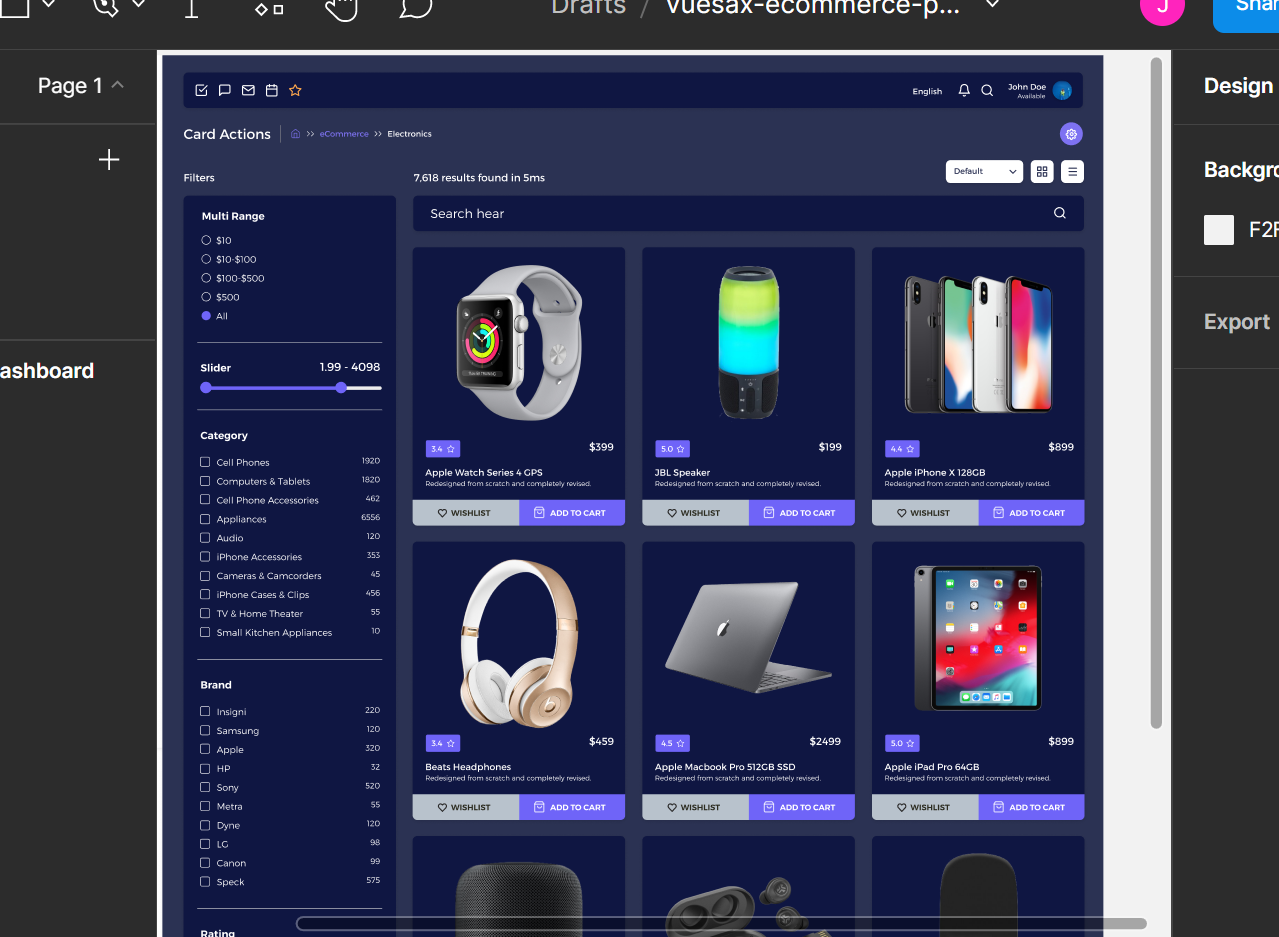 Drafts / vuesax-ecommerce-p...
J
Shar
Page 1
Design
ashboard
Backgro
F2F
Export
English
John Doe
Available
Card Actions
eCommerce
Electronics
Filters
7,618 results found in 5ms
Default
Search hear
Multi Range
$10
$10-$100
$100-$500
$500
All
Slider
1.99 - 4098
Category
Cell Phones 1920
Computers & Tablets 1820
Cell Phone Accessories 462
Appliances 6556
Audio 120
iPhone Accessories 353
Cameras & Camcorders 45
iPhone Cases & Clips 456
TV & Home Theater 55
Small Kitchen Appliances 10
Brand
Insigni 220
Samsung 120
Apple 320
HP 32
Sony 520
Metra 55
Dyne 120
LG 98
Canon 99
Speck 575
Rating
3.4 $399
Apple Watch Series 4 GPS
Redesigned from scratch and completely revised.
WISHLIST ADD TO CART
5.0 $199
JBL Speaker
Redesigned from scratch and completely revised.
WISHLIST ADD TO CART
4.4 $899
Apple iPhone X 128GB
Redesigned from scratch and completely revised.
WISHLIST ADD TO CART
3.4 $459
Beats Headphones
Redesigned from scratch and completely revised.
WISHLIST ADD TO CART
4.5 $2499
Apple Macbook Pro 512GB SSD
Redesigned from scratch and completely revised.
WISHLIST ADD TO CART
5.0 $899
Apple iPad Pro 64GB
Redesigned from scratch and completely revised.
WISHLIST ADD TO CART